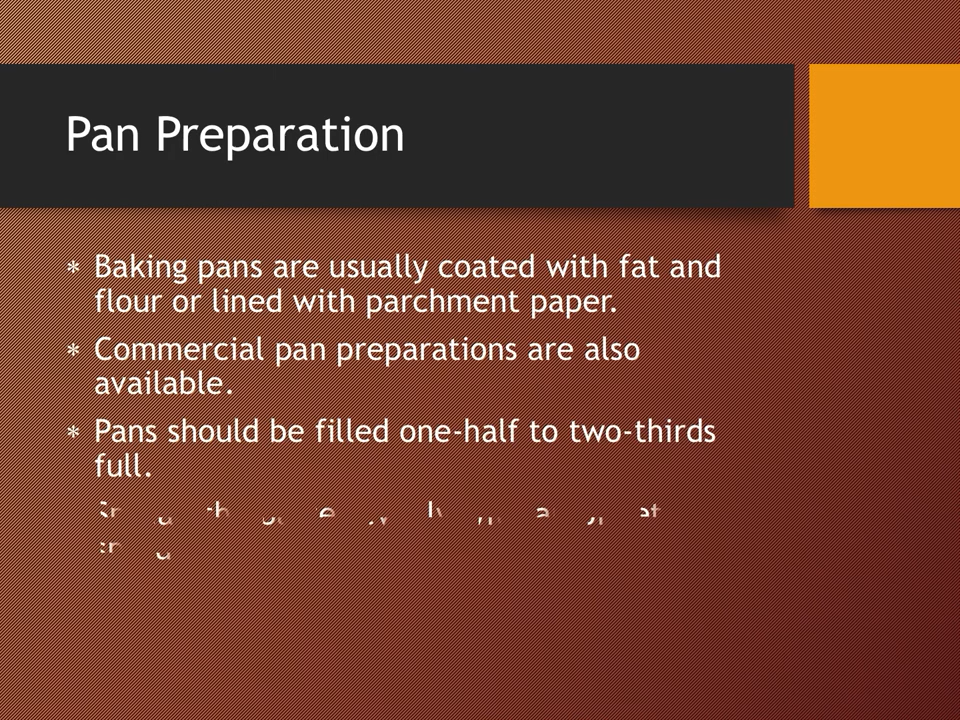 Pan Preparation
* Baking pans are usually coated with fat and
flour or lined with parchment paper.
* Commercial pan preparations are also
available.
* Pans should be filled one-half to two-thirds
full.